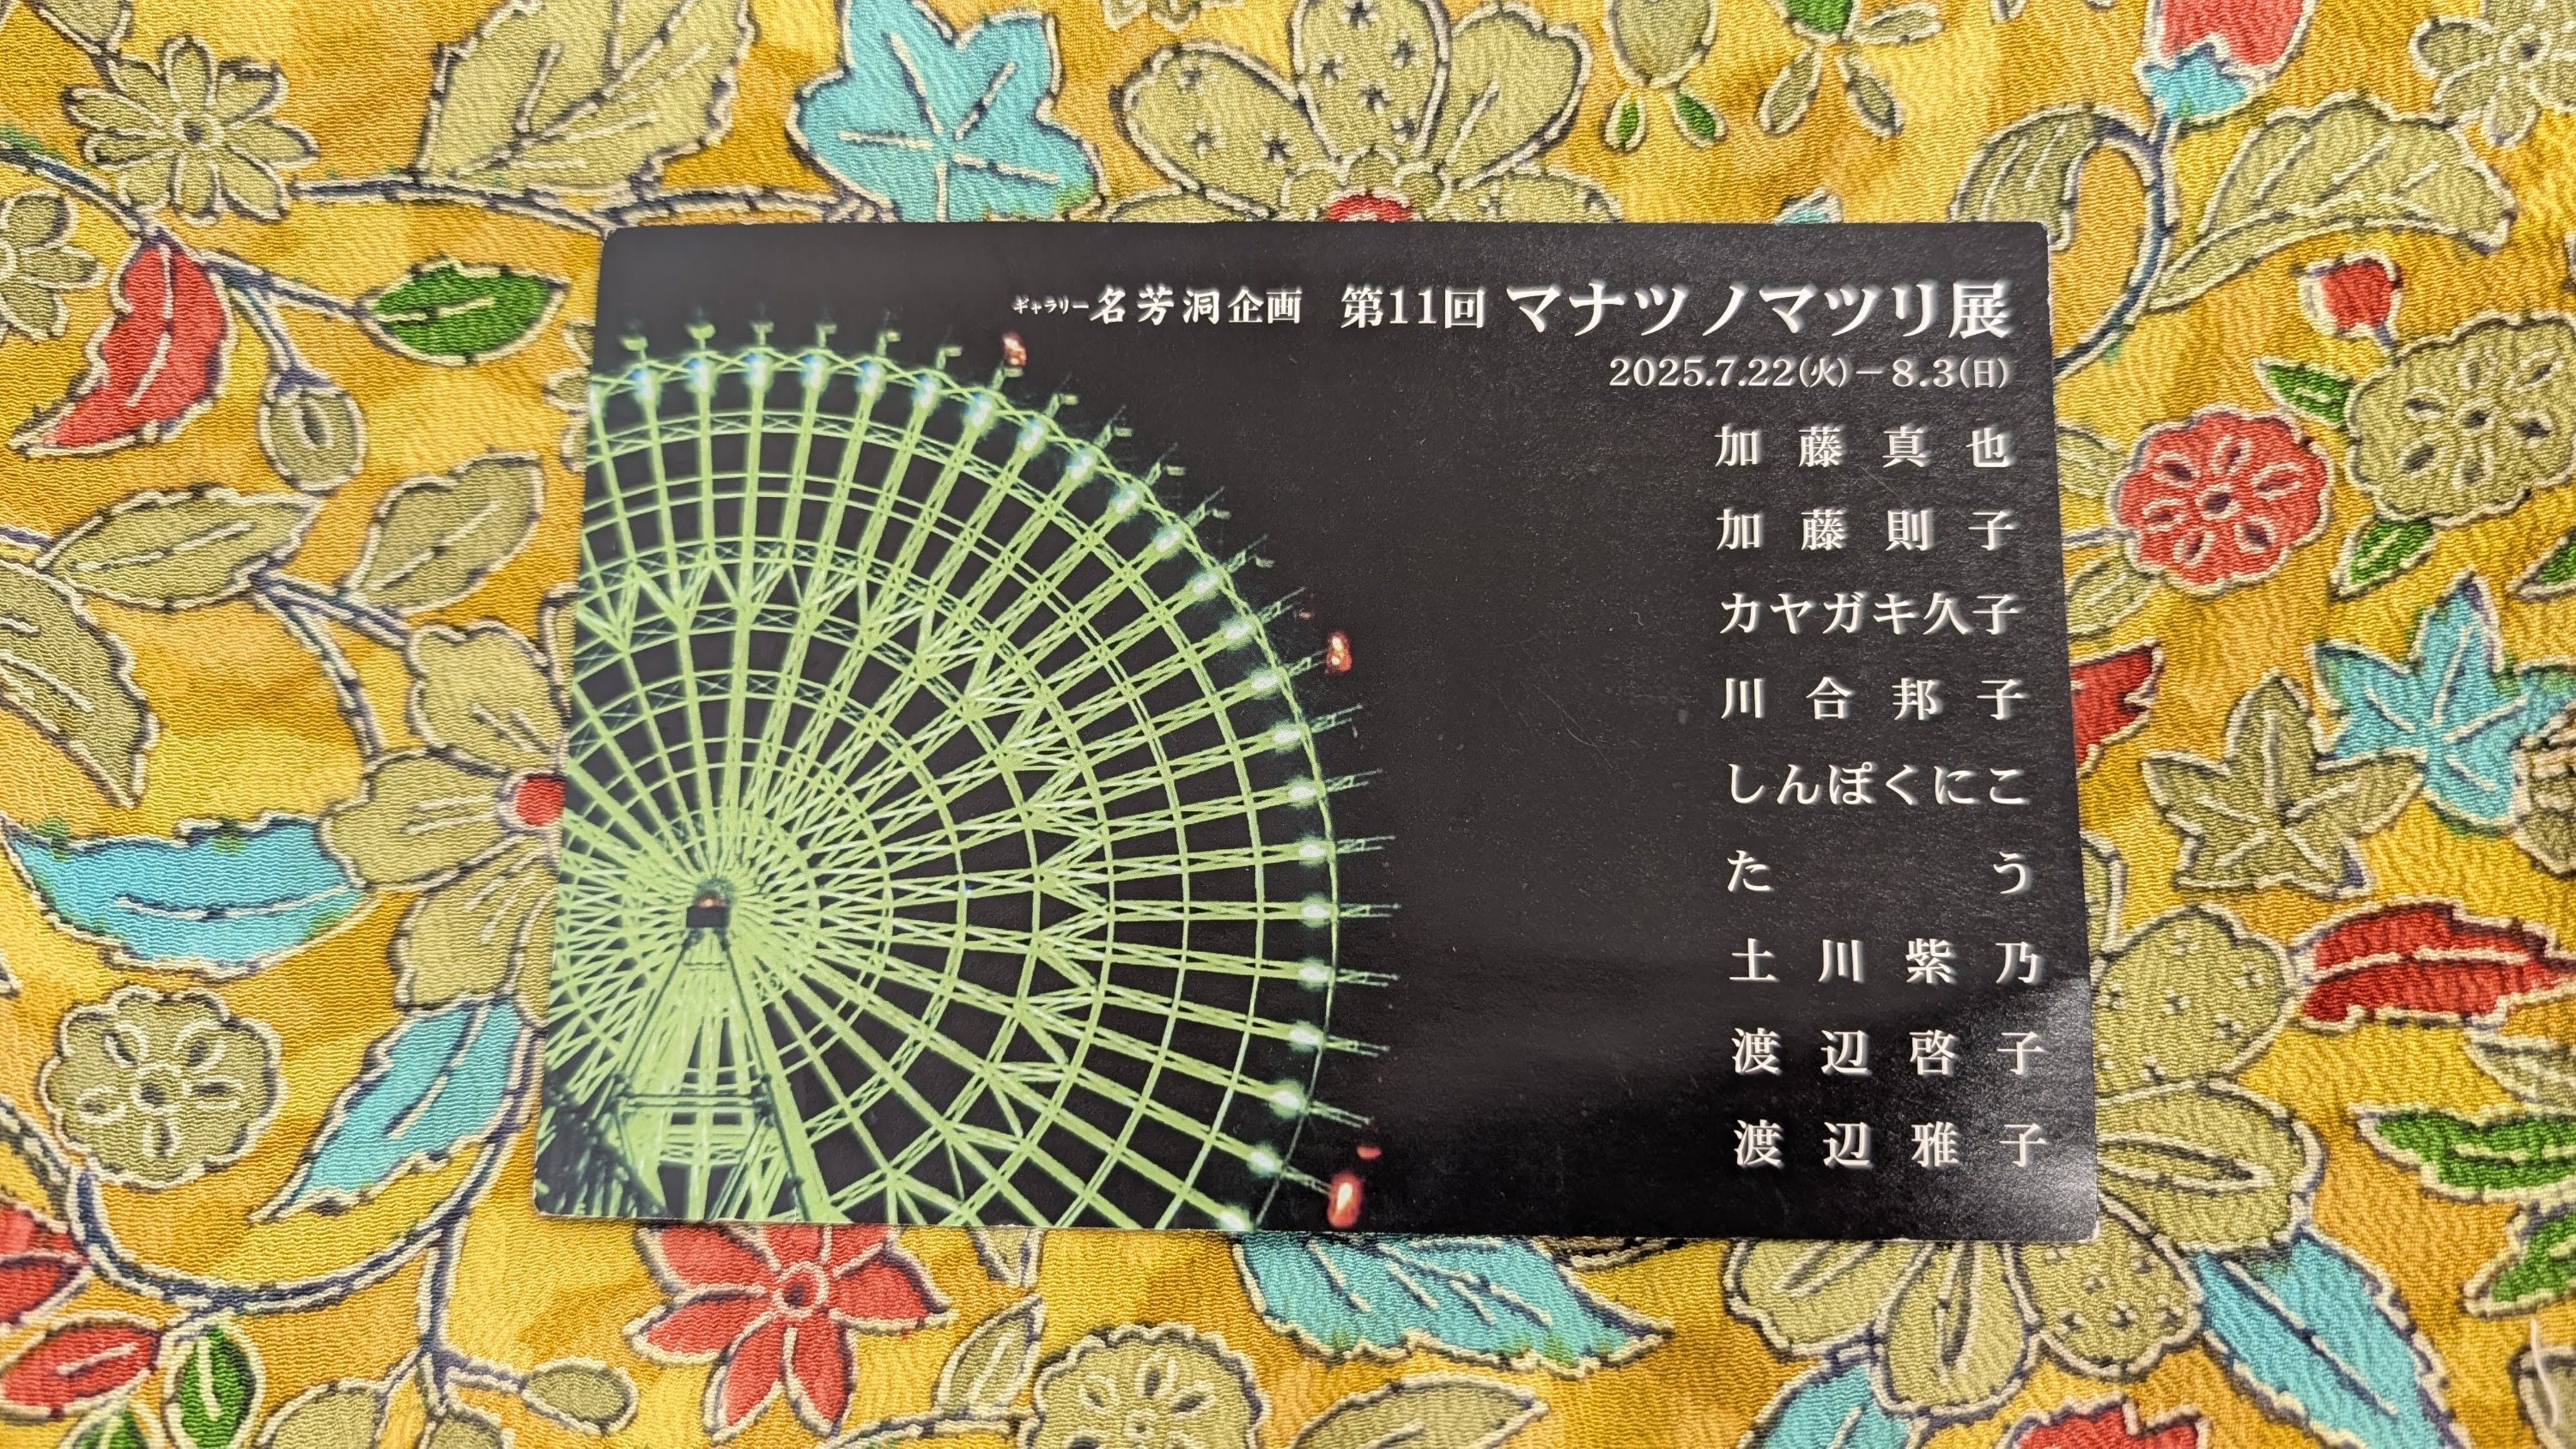 ギャラリー名芳洞企画 第11回 マナツノマツリ展
2025.7.22(火)－8.3(日)
加藤真也
加藤則子
カヤガキ久子
川合邦子
しんぽくにこ
たう
土川紫乃
渡辺啓子
渡辺雅子